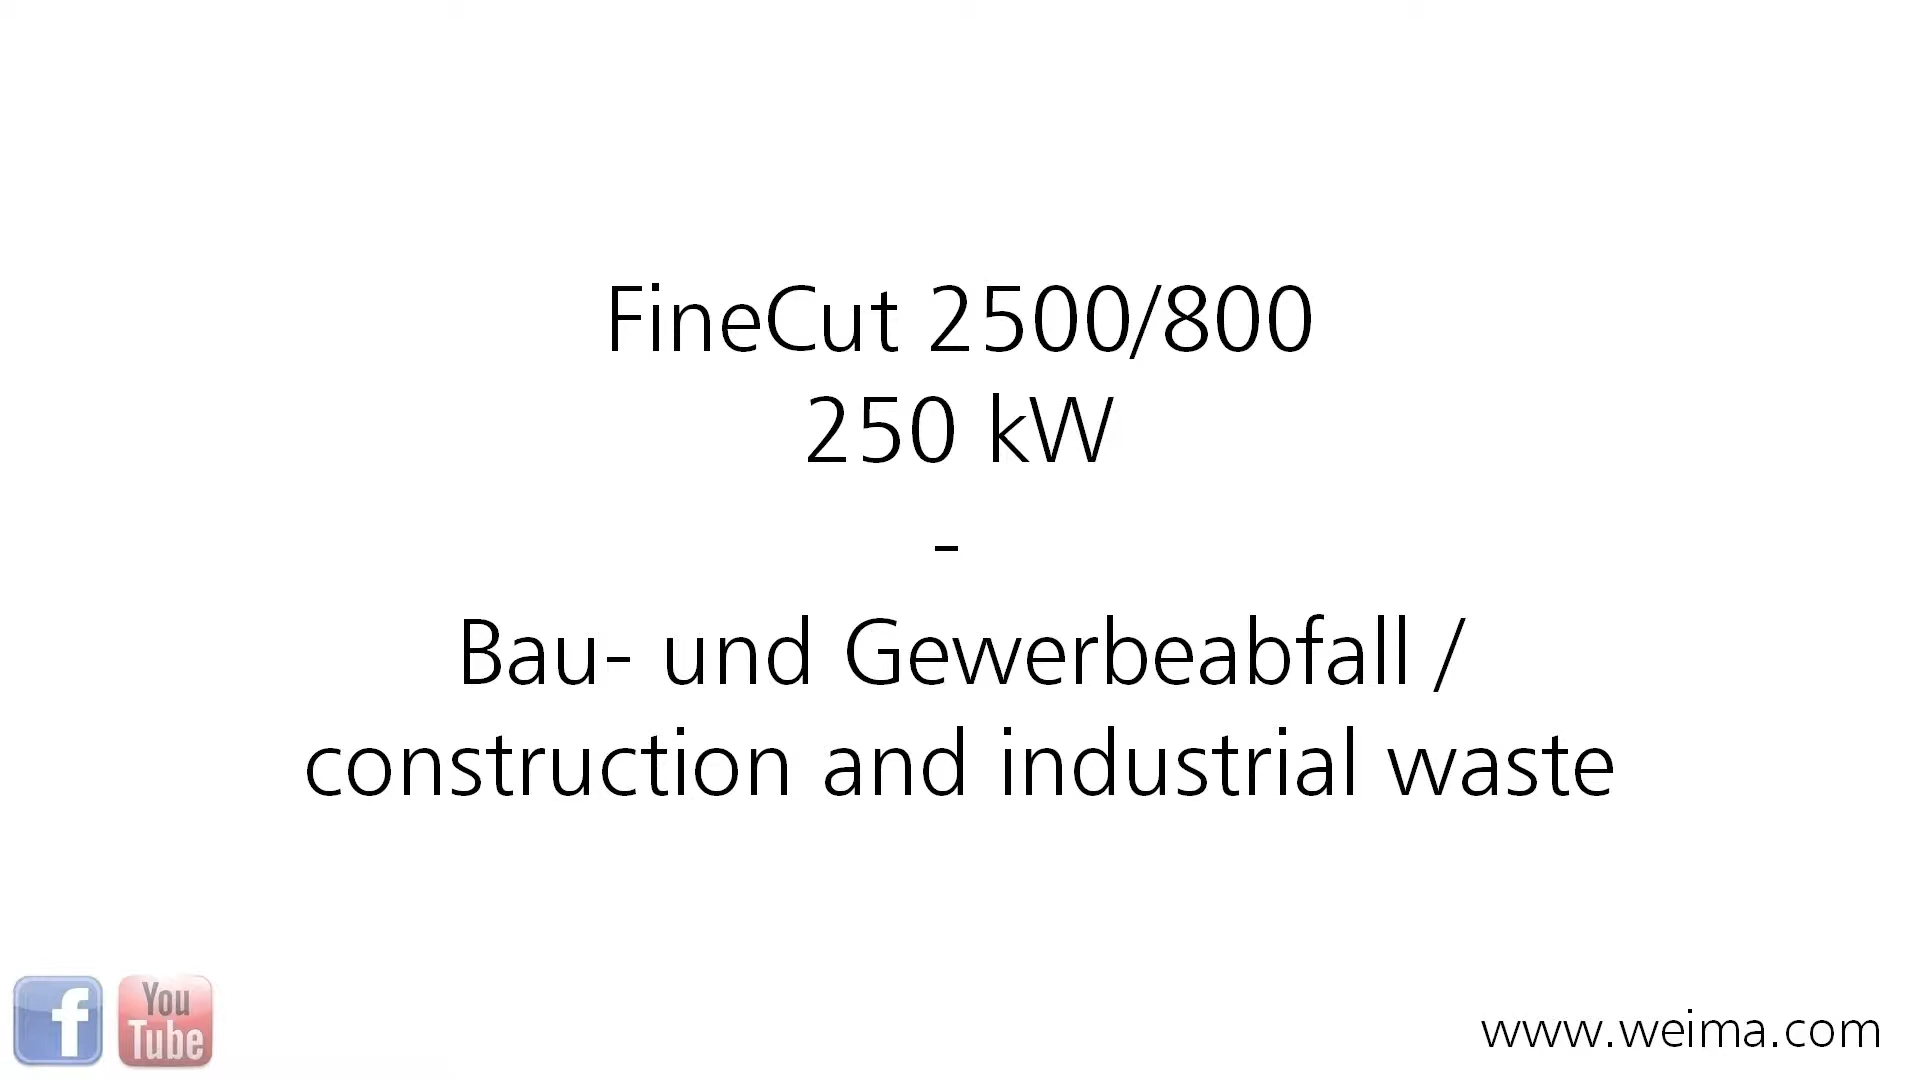 FineCut 2500/800
250 kW
-
Bau- und Gewerbeabfall /
construction and industrial waste
f
You
Tube
www.weima.com